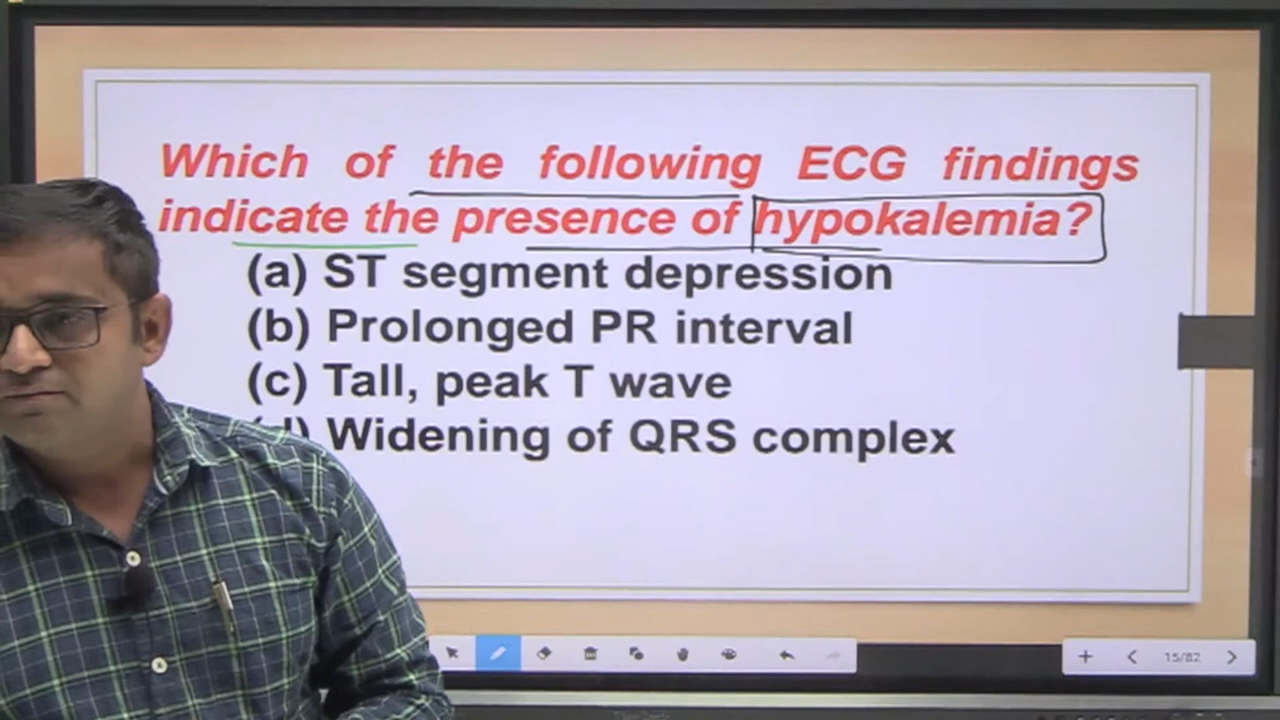 Which of the following ECG findings
indicate the presence of hypokalemia?
(a) ST segment depression
(b) Prolonged PR interval
(c) Tall, peak T wave
(d) Widening of QRS complex
15/82